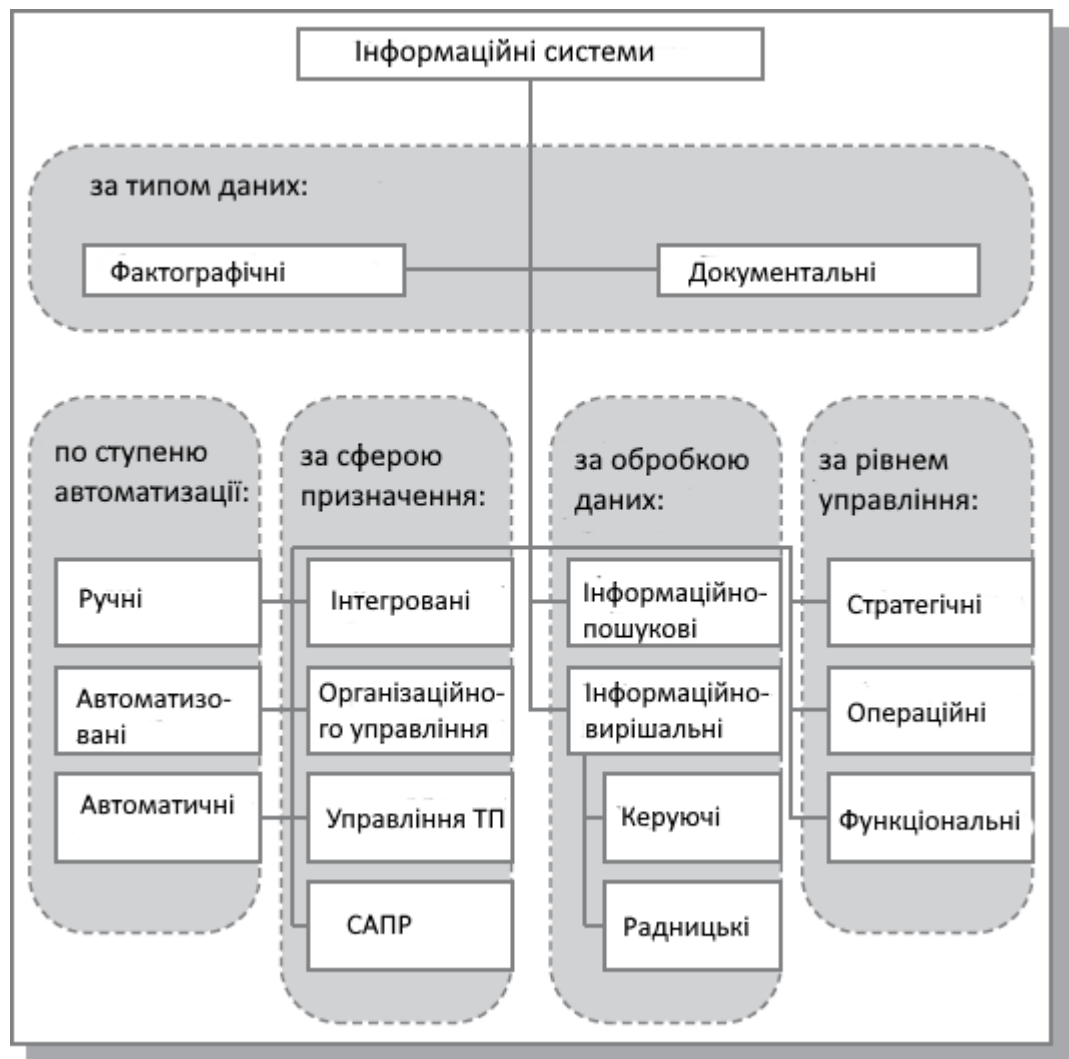 Інформаційні системи
за типом даних:
Фактографічні
Документальні
по ступеню
автоматизації:
Ручні
Автоматизо-
вані
Автоматичні
за сферою
призначення:
Інтегровані
Організаційно-
го управління
Управління ТП
САПР
за обробкою
даних:
Інформаційно-
пошукові
Інформаційно-
вирішальні
Керуючі
Радницькі
за рівнем
управління:
Стратегічні
Операційні
Функціональні